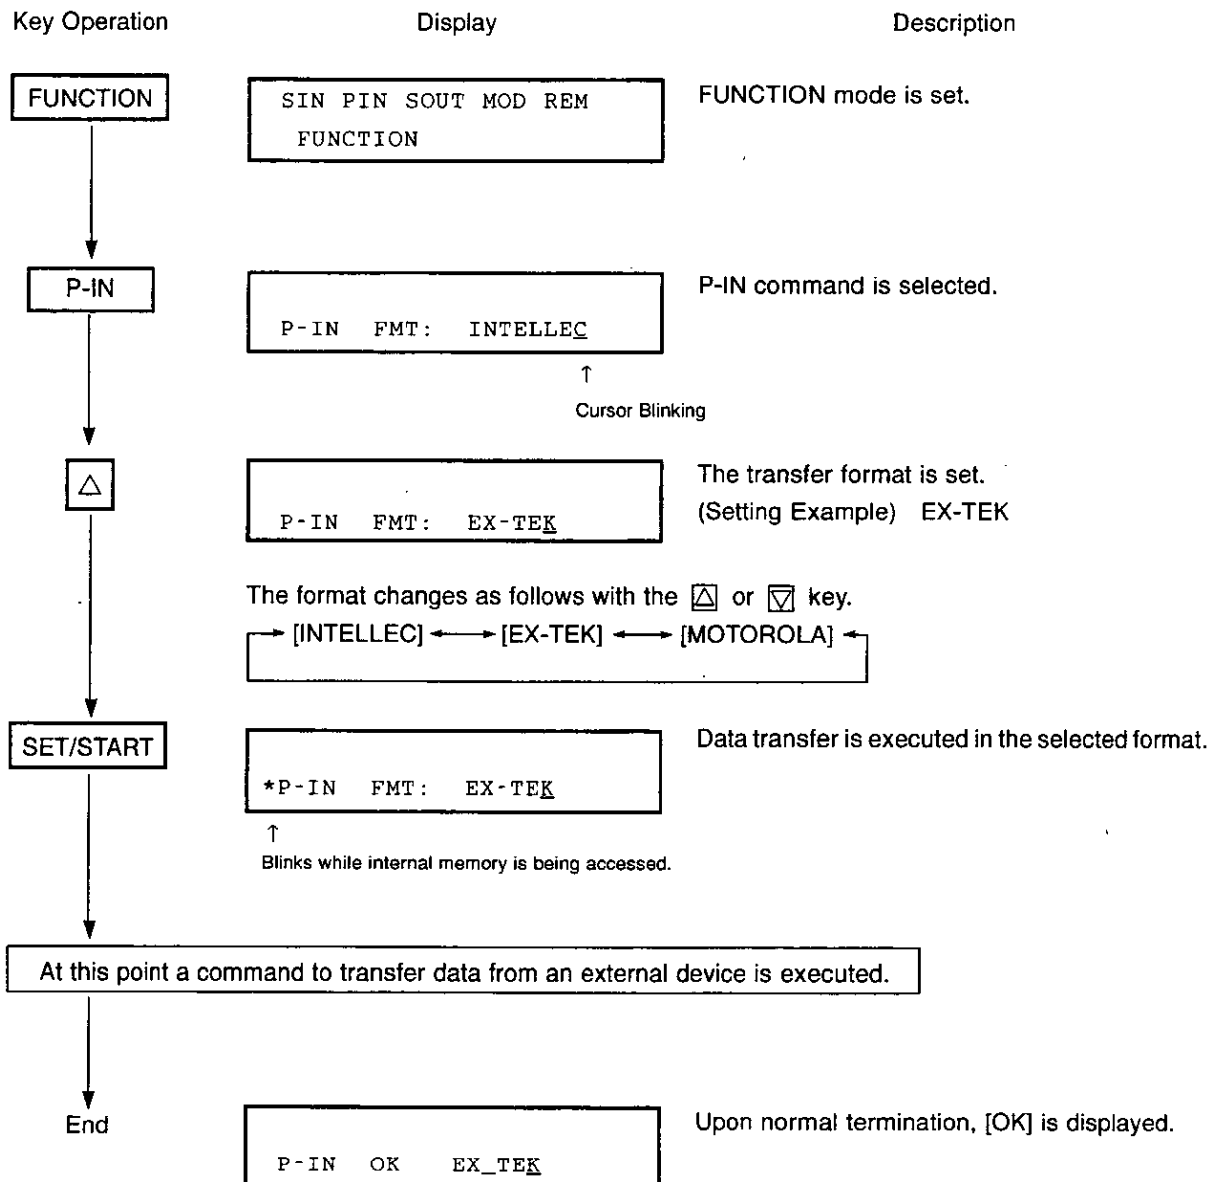 Key Operation Display Description
FUNCTION SIN PIN SOUT MOD REM FUNCTION mode is set.
FUNCTION
P-IN P-IN command is selected.
P-IN FMT: INTELLEC
↑
Cursor Blinking
△ The transfer format is set.
(Setting Example) EX-TEK
P-IN FMT: EX-TEK
The format changes as follows with the △ or ▽ key.
[INTELLEC] ↔ [EX-TEK] ↔ [MOTOROLA]
SET/START Data transfer is executed in the selected format.
*P-IN FMT: EX-TEK
↑
Blinks while internal memory is being accessed.
At this point a command to transfer data from an external device is executed.
End Upon normal termination, [OK] is displayed.
P-IN OK EX_TEK